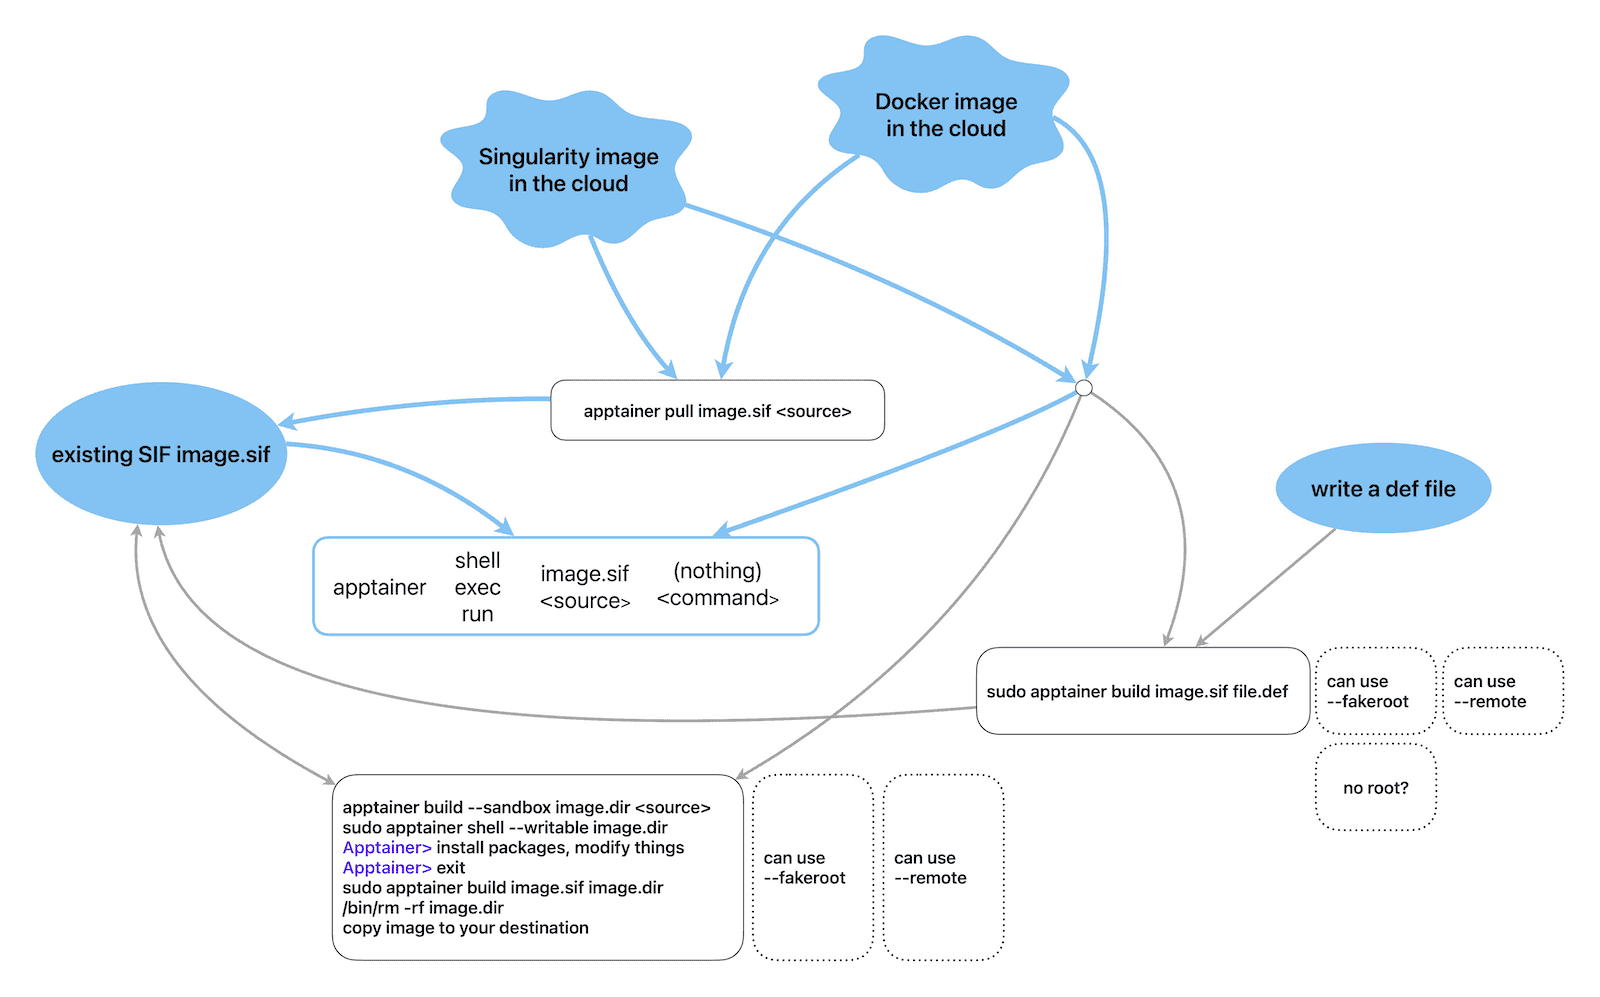 Docker image
in the cloud
Singularity image
in the cloud
apptainer pull image.sif <source>
existing SIF image.sif
write a def file
apptainer
shell
exec
run
image.sif
<source>
(nothing)
<command>
sudo apptainer build image.sif file.def
can use
--fakeroot
can use
--remote
no root?
apptainer build --sandbox image.dir <source>
sudo apptainer shell --writable image.dir
Apptainer> install packages, modify things
Apptainer> exit
sudo apptainer build image.sif image.dir
/bin/rm -rf image.dir
copy image to your destination
can use
--fakeroot
can use
--remote